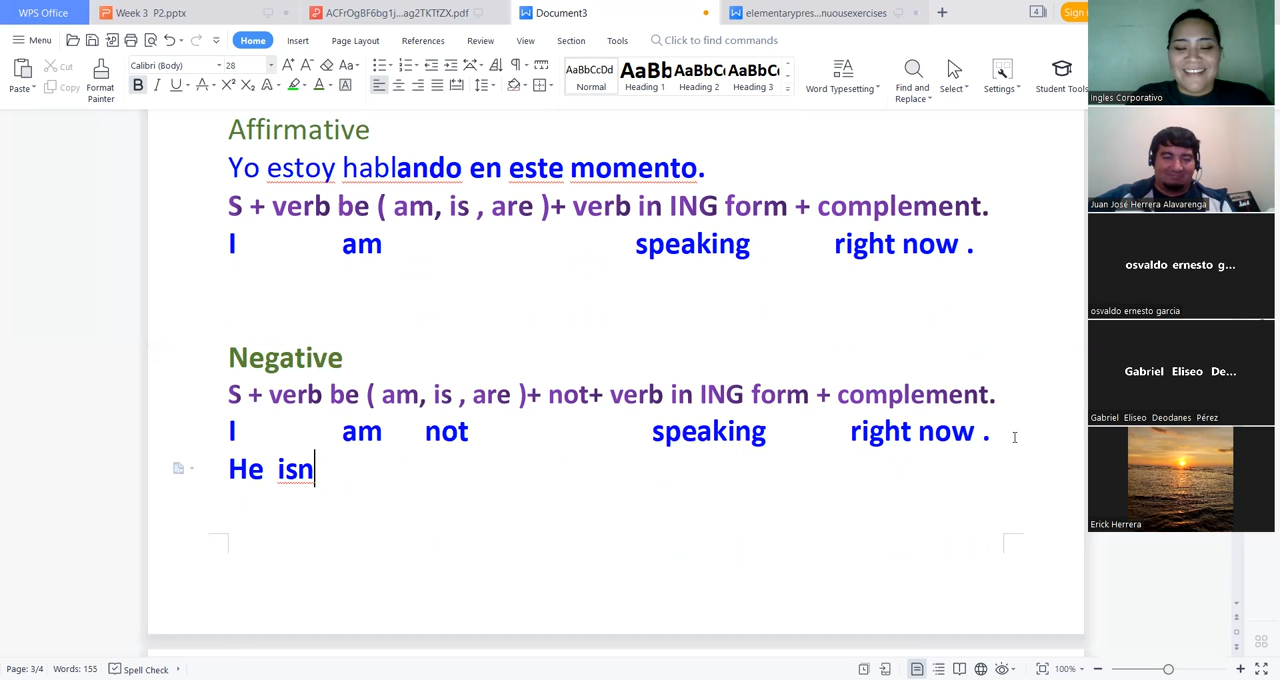 WPS Office Week 3 P2.pptx ACFrOgBF6bg1j...ag2TKTfZX.pdf Document3 elementarypres...nuousexercises + 4 Sign
Menu Home Insert Page Layout References Review View Section Tools Click to find commands
Calibri (Body) 28
Paste Cut Copy Format Painter
B I U
AaBbCcDd AaBb AaBbC AaBbC
Normal Heading 1 Heading 2 Heading 3
Word Typesetting Find and Replace Select Settings Student Tools
Affirmative
Yo estoy hablando en este momento.
S + verb be ( am, is , are )+ verb in ING form + complement.
I am speaking right now .
Negative
S + verb be ( am, is , are )+ not+ verb in ING form + complement.
I am not speaking right now .
He isn
Page: 3/4 Words: 155 Spell Check 100%
Ingles Corporativo
Juan José Herrera Alavarenga
osvaldo ernesto g...
osvaldo ernesto garcia
Gabriel Eliseo De...
Gabriel Eliseo Deodanes Pérez
Erick Herrera